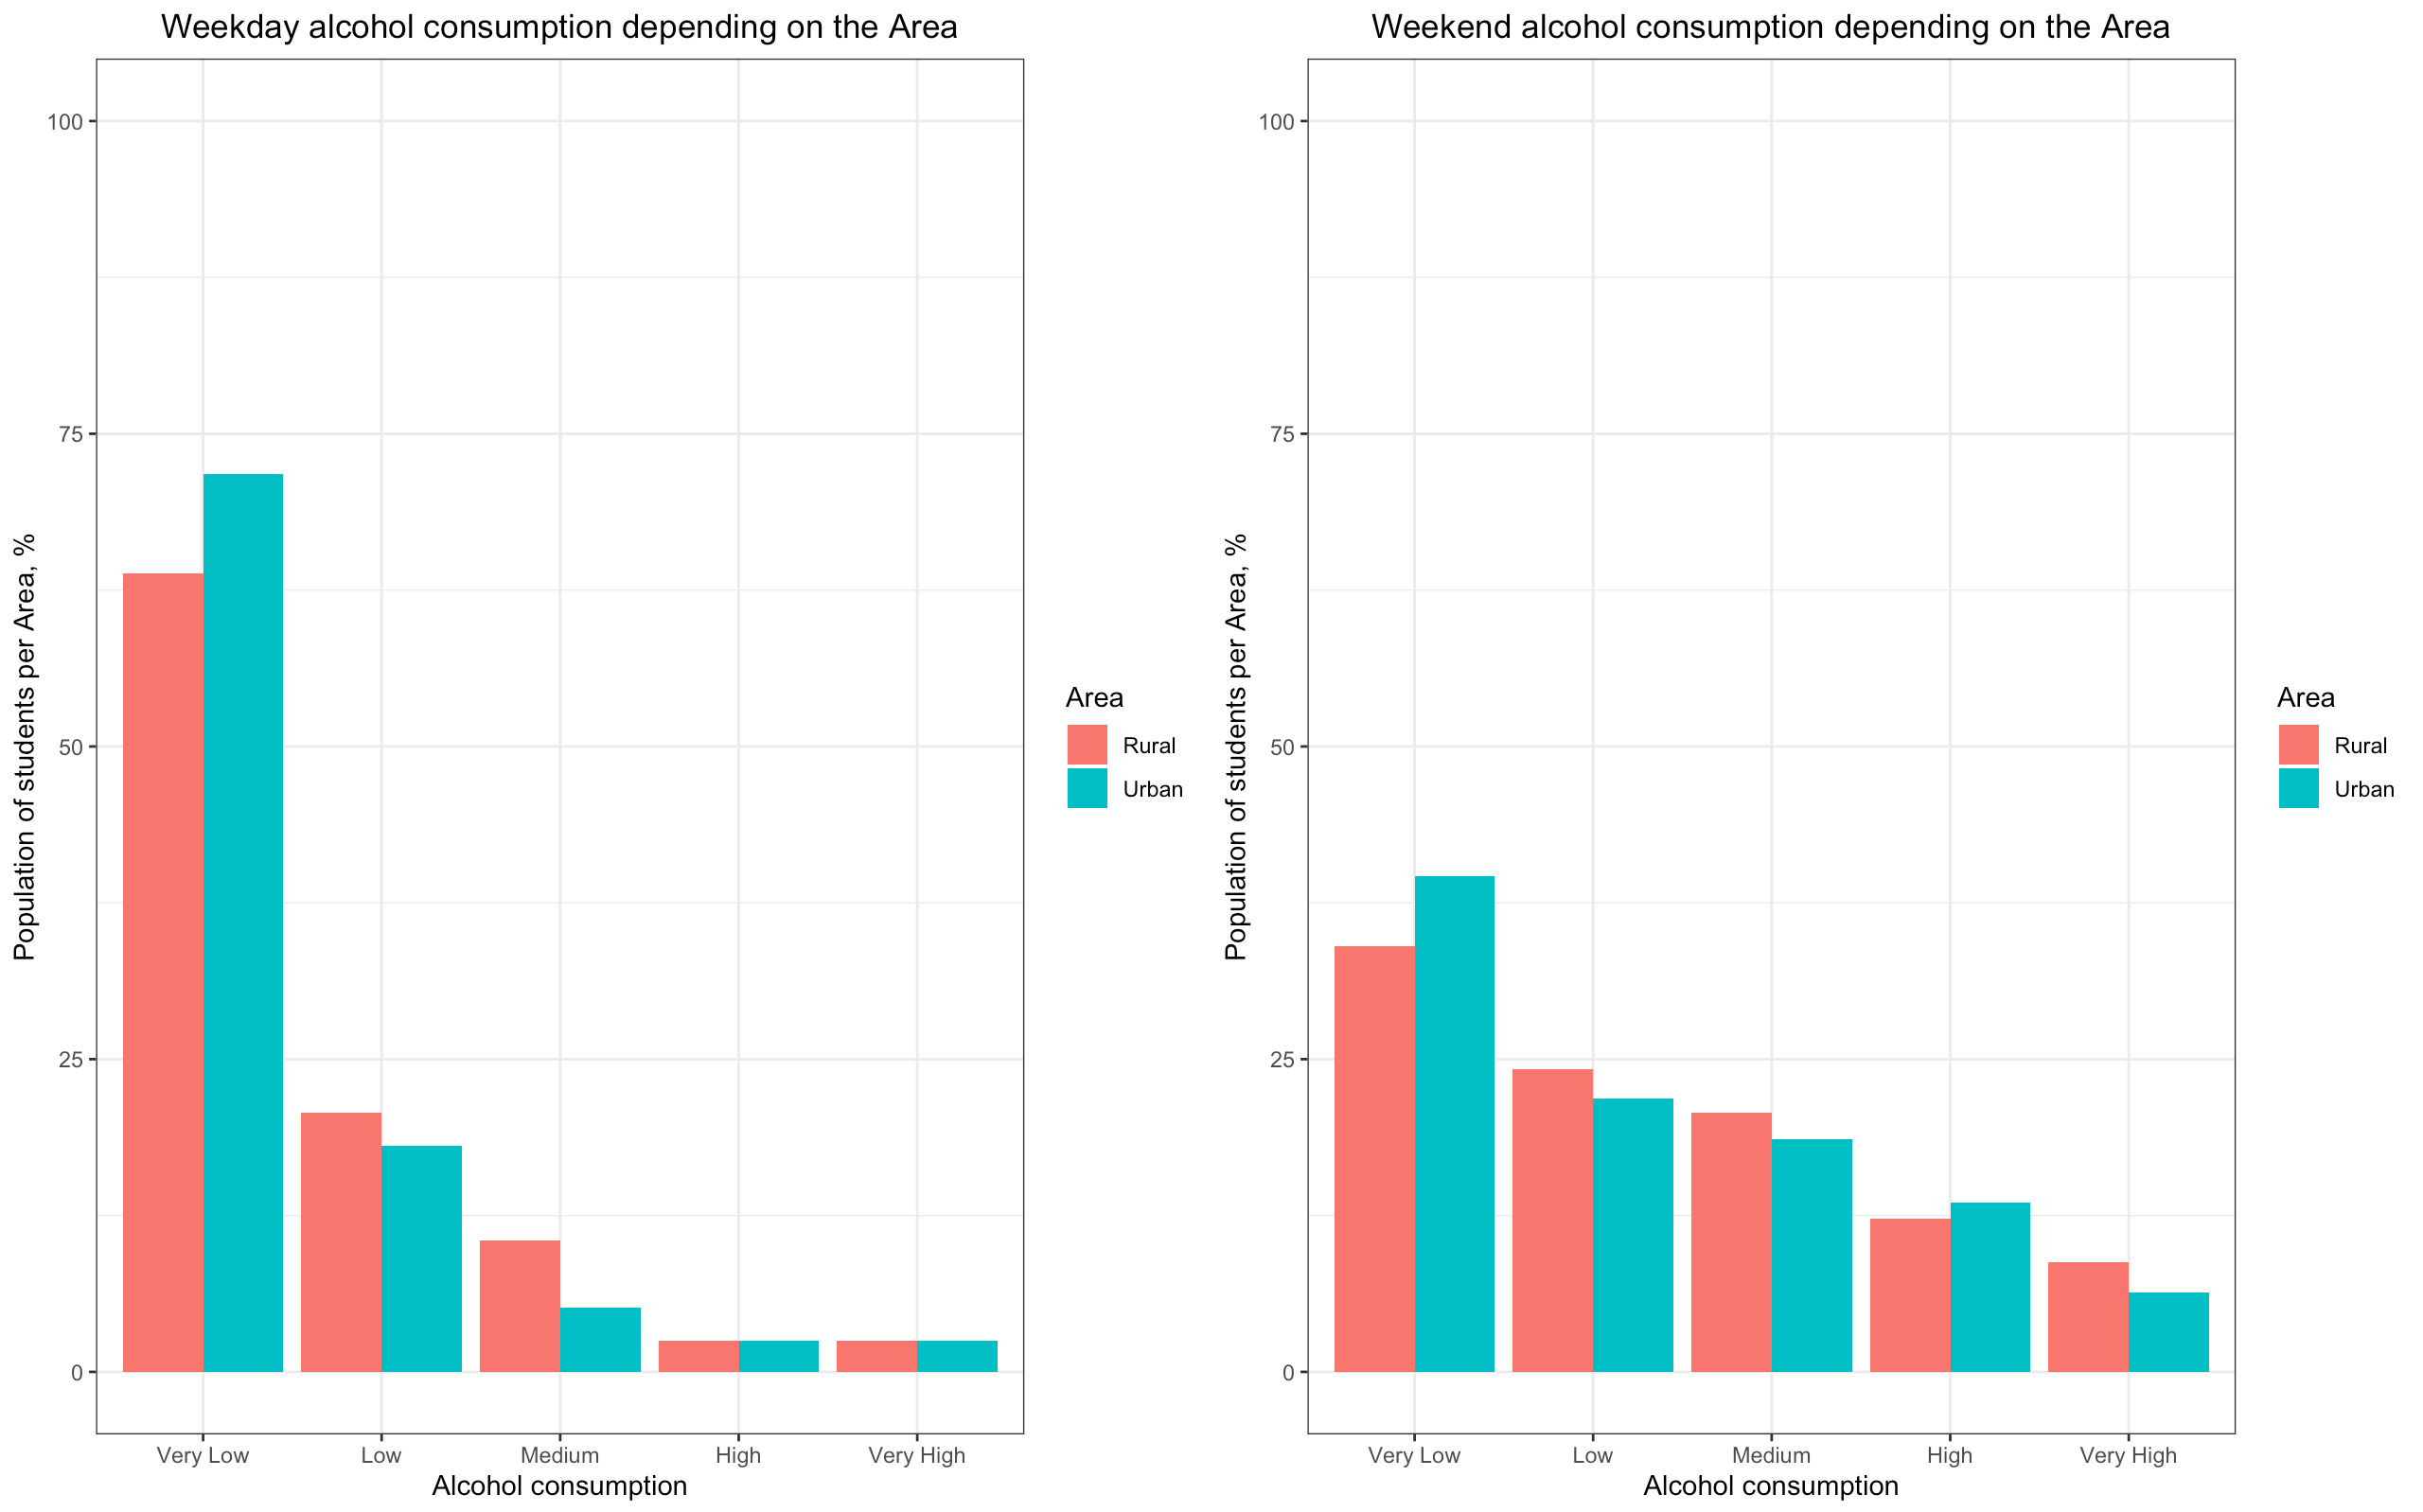 Weekday alcohol consumption depending on the Area
Population of students per Area, %
100
75
50
25
0
Very Low Low Medium High Very High
Alcohol consumption
Area
Rural
Urban
Weekend alcohol consumption depending on the Area
Population of students per Area, %
100
75
50
25
0
Very Low Low Medium High Very High
Alcohol consumption
Area
Rural
Urban